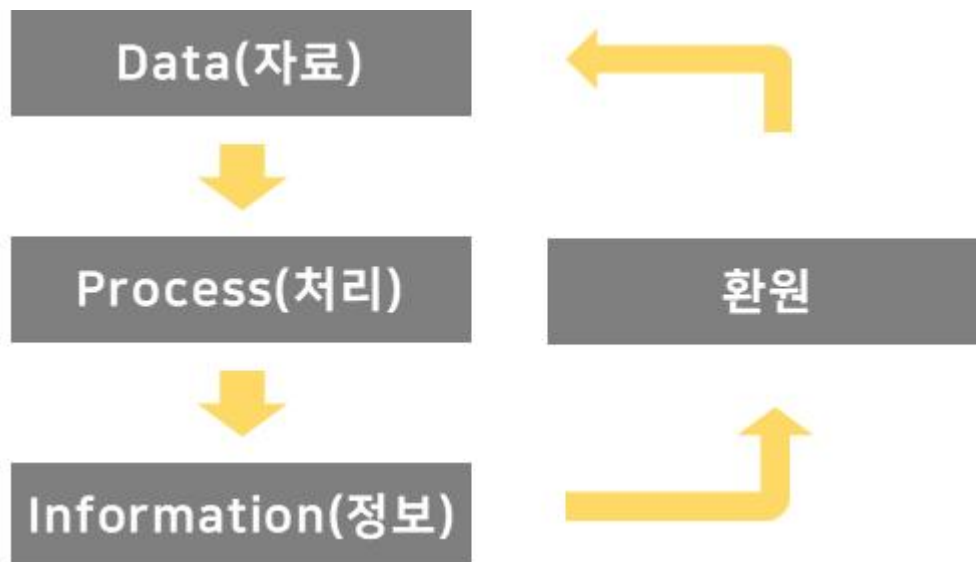 Data(자료)
Process(처리)
환원
Information(정보)